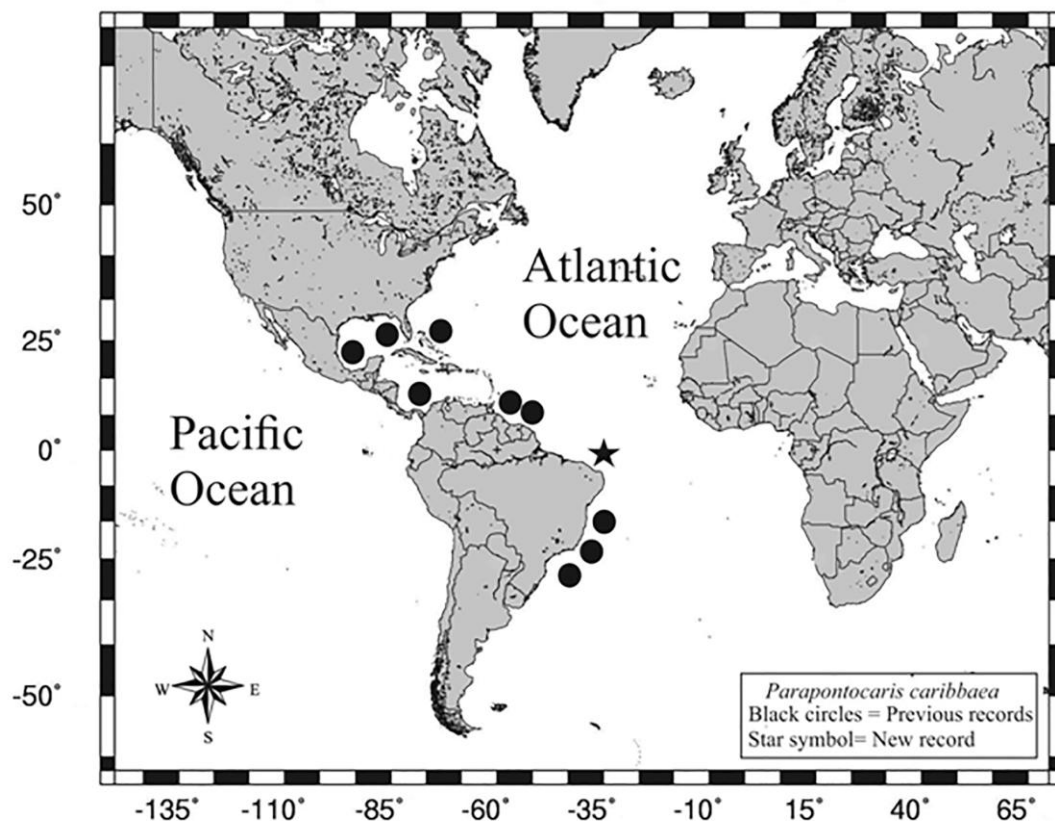 Atlantic
Ocean
Pacific
Ocean
50°
25°
0°
-25°
-50°
N
W E
S
Parapontocaris caribbaea
Black circles = Previous records
Star symbol= New record
-135° -110° -85° -60° -35° -10° 15° 40° 65°